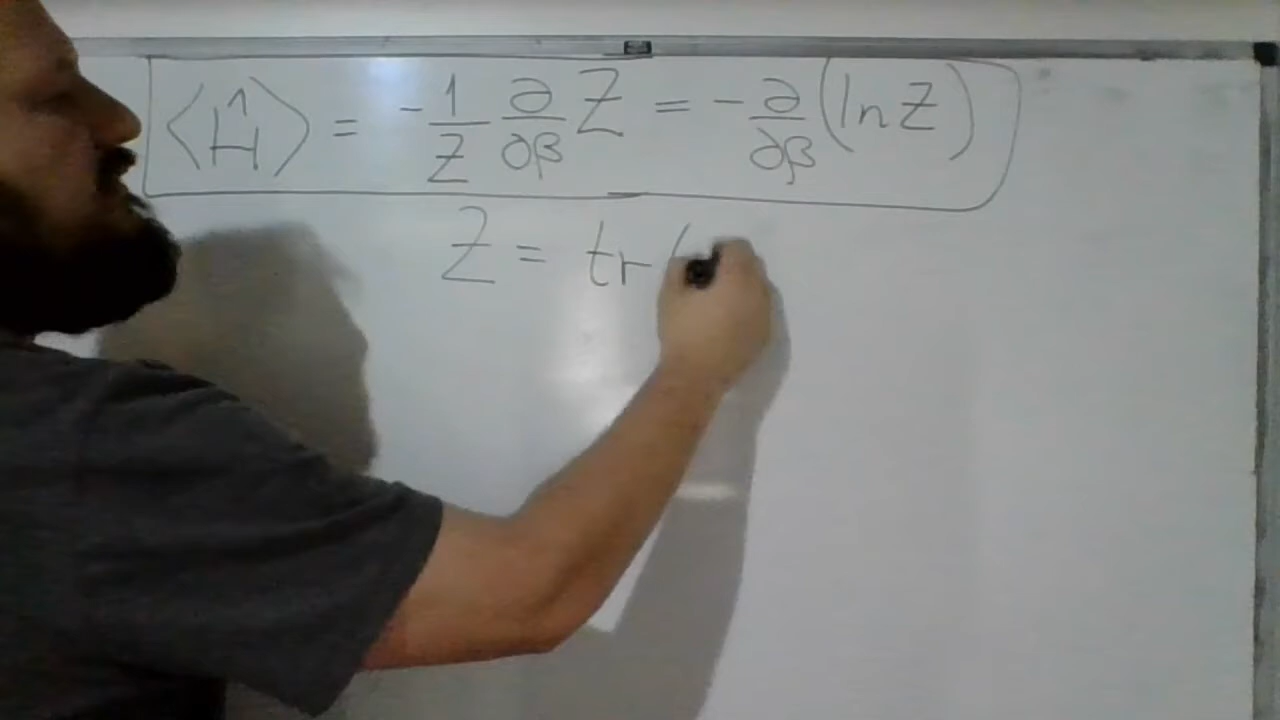 ⟨Ĥ⟩ = -1/Z ∂/∂β Z = -∂/∂β (ln Z)
Z = tr (